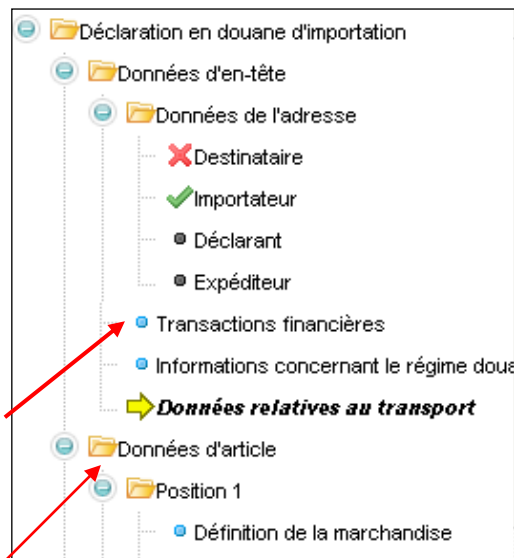 Déclaration en douane d'importation
Données d'en-tête
Données de l'adresse
Destinataire
Importateur
Déclarant
Expéditeur
Transactions financières
Informations concernant le régime doua
Données relatives au transport
Données d'article
Position 1
Définition de la marchandise